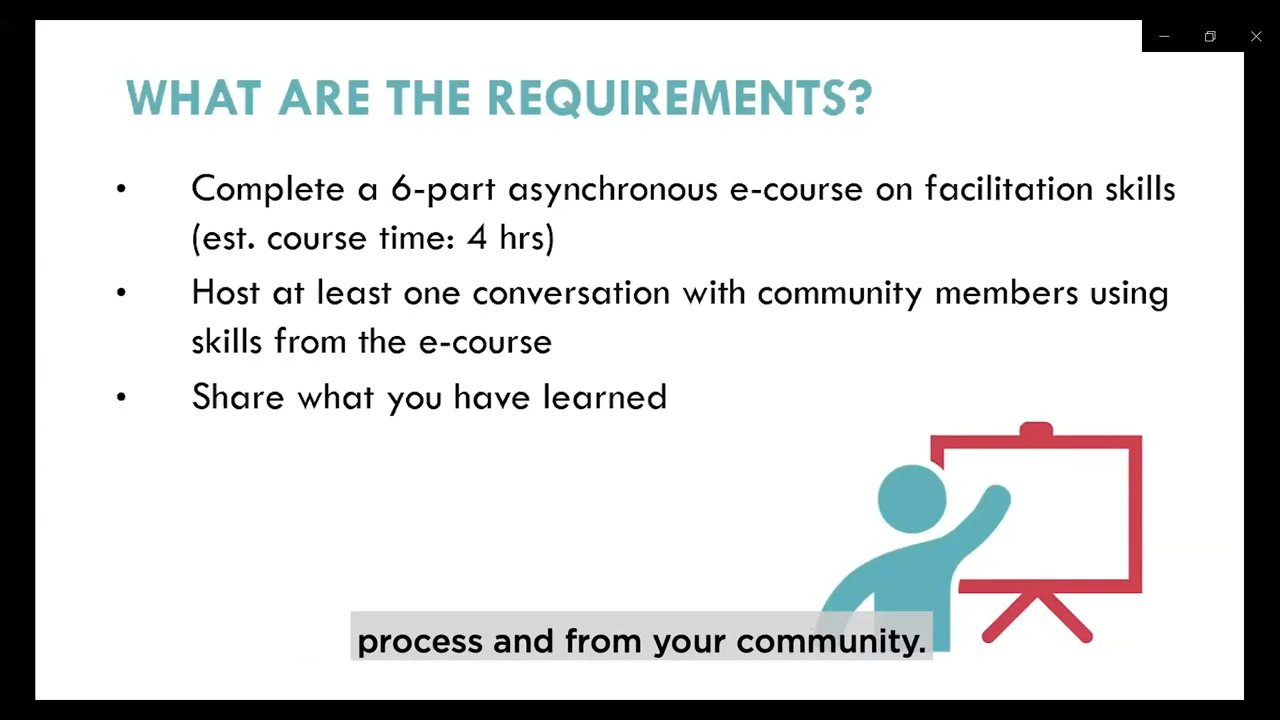 WHAT ARE THE REQUIREMENTS?
• Complete a 6-part asynchronous e-course on facilitation skills
(est. course time: 4 hrs)
• Host at least one conversation with community members using
skills from the e-course
• Share what you have learned
process and from your community.